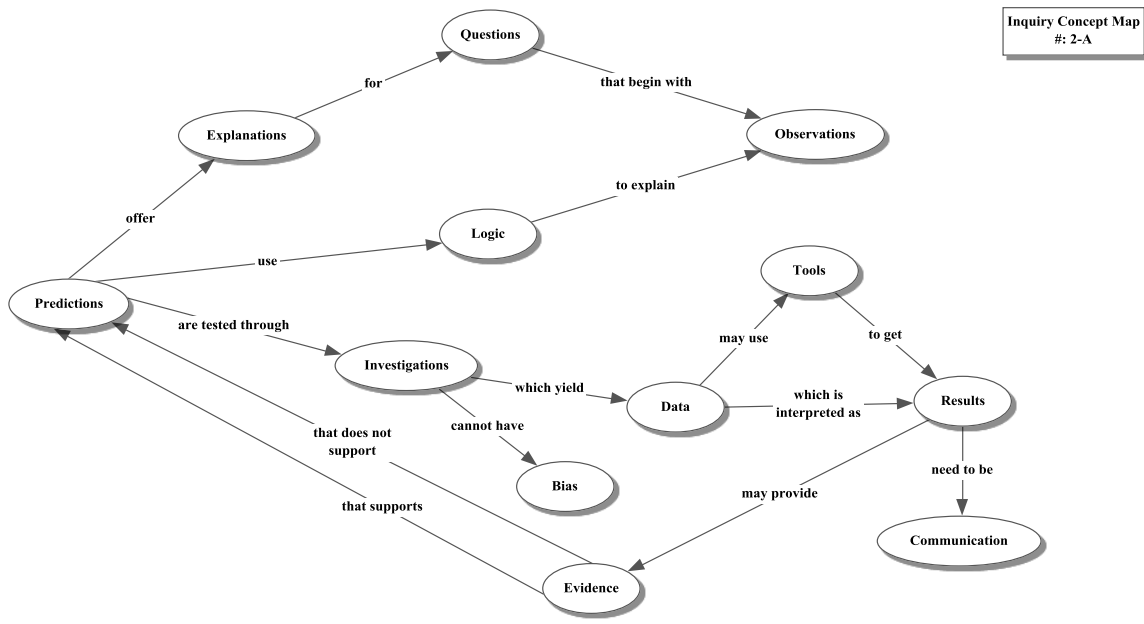 Inquiry Concept Map
#: 2-A
Questions
for
that begin with
Explanations
Observations
to explain
offer
Logic
use
Tools
Predictions
are tested through
to get
may use
Investigations
which yield
Data
which is
interpreted as
Results
cannot have
that does not
support
need to be
Bias
may provide
that supports
Communication
Evidence